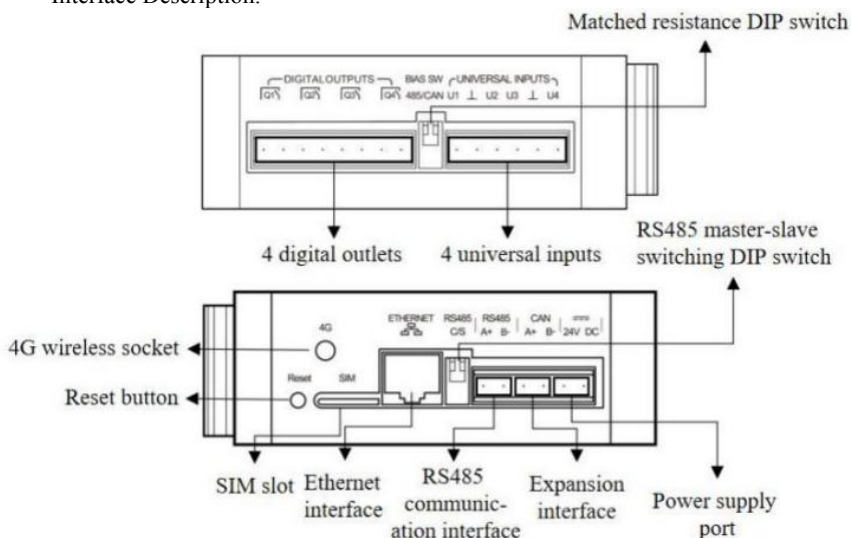 Interface Description:
Matched resistance DIP switch
DIGITAL OUTPUTS BIAS SW UNIVERSAL INPUTS
Q1 Q2 Q3 Q4 485/CAN U1 ⊥ U2 U3 ⊥ U4
4 digital outlets 4 universal inputs
RS485 master-slave
switching DIP switch
4G wireless socket
Reset button
4G
ETHERNET RS485 RS485 CAN
C/S A+ B- A+ B- 24V DC
Reset SIM
SIM slot
Ethernet
interface
RS485
communic-
ation interface
Expansion
interface
Power supply
port